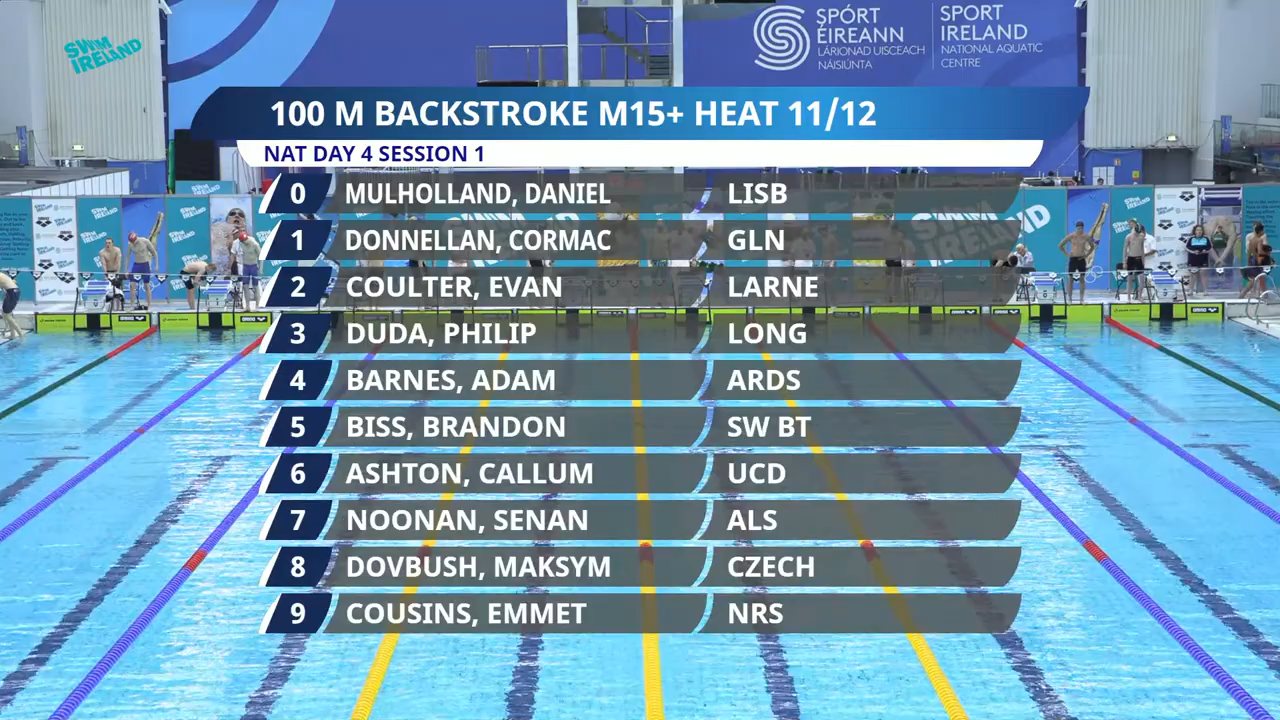 SWIM
IRELAND
SPÓRT
ÉIREANN
LÁRIONAD UISCEACH
NÁISIÚNTA
SPORT
IRELAND
NATIONAL AQUATIC
CENTRE
100 M BACKSTROKE M15+ HEAT 11/12
NAT DAY 4 SESSION 1
0 MULHOLLAND, DANIEL LISB
1 DONNELLAN, CORMAC GLN
2 COULTER, EVAN LARNE
3 DUDA, PHILIP LONG
4 BARNES, ADAM ARDS
5 BISS, BRANDON SW BT
6 ASHTON, CALLUM UCD
7 NOONAN, SENAN ALS
8 DOVBUSH, MAKSYM CZECH
9 COUSINS, EMMET NRS